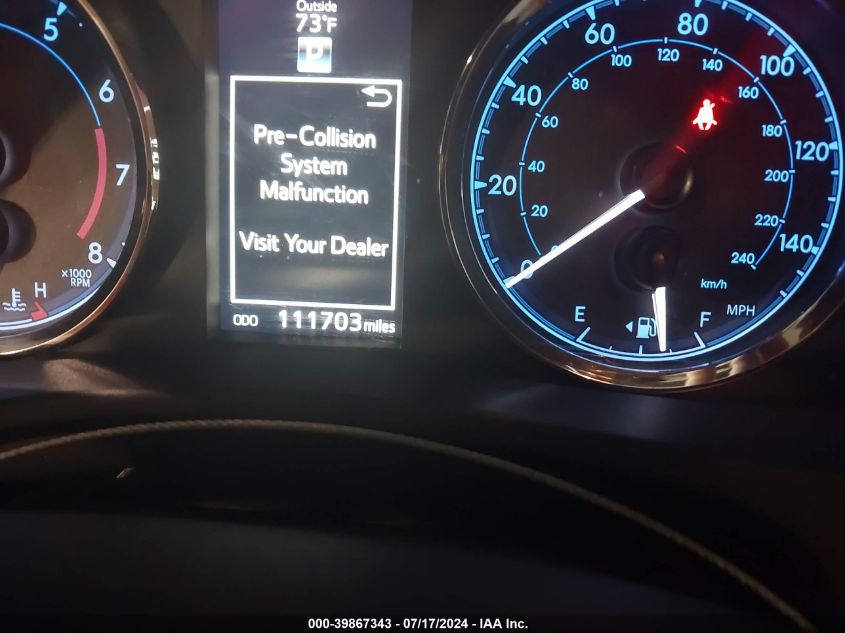 Outside
73°F
P
Pre-Collision
System
Malfunction
Visit Your Dealer
ODO 111703 miles
5
6
7
8
x1000
RPM
H
0
20
40
60
80
100
120
140
20
40
60
80
100
120
140
160
180
200
220
240
km/h
MPH
E
F
000-39867343 - 07/17/2024 - IAA Inc.